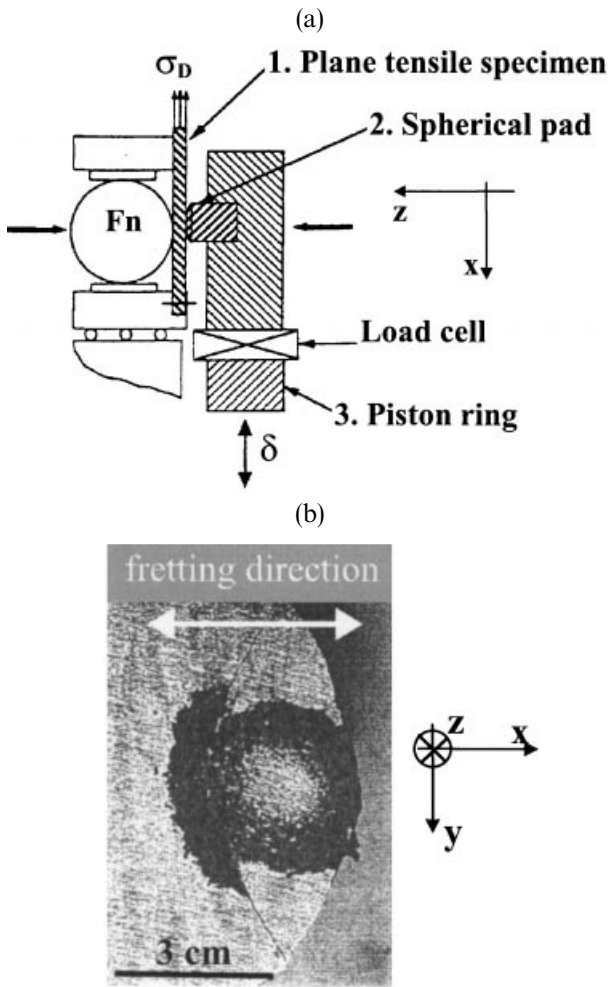 (a)
σD
1. Plane tensile specimen
2. Spherical pad
Fn
z
x
Load cell
3. Piston ring
δ
(b)
fretting direction
z
x
y
3 cm